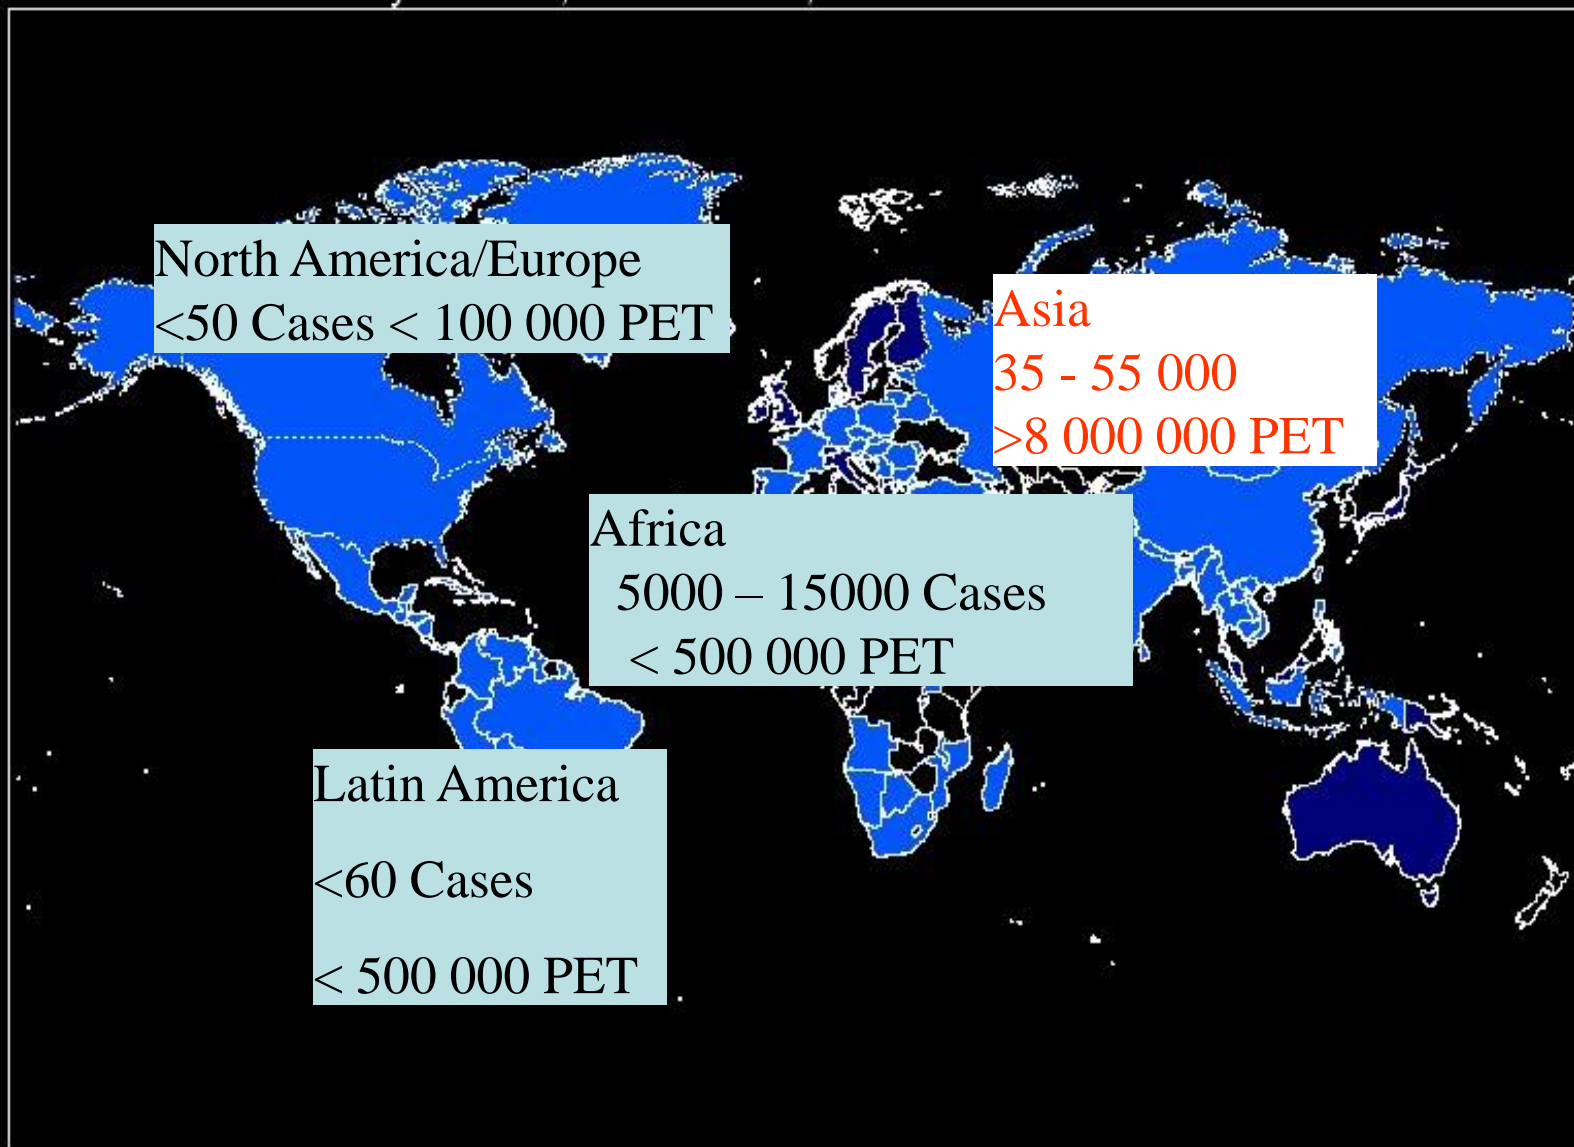 North America/Europe
<50 Cases < 100 000 PET
Asia
35 - 55 000
>8 000 000 PET
Africa
5000 – 15000 Cases
< 500 000 PET
Latin America
<60 Cases
< 500 000 PET